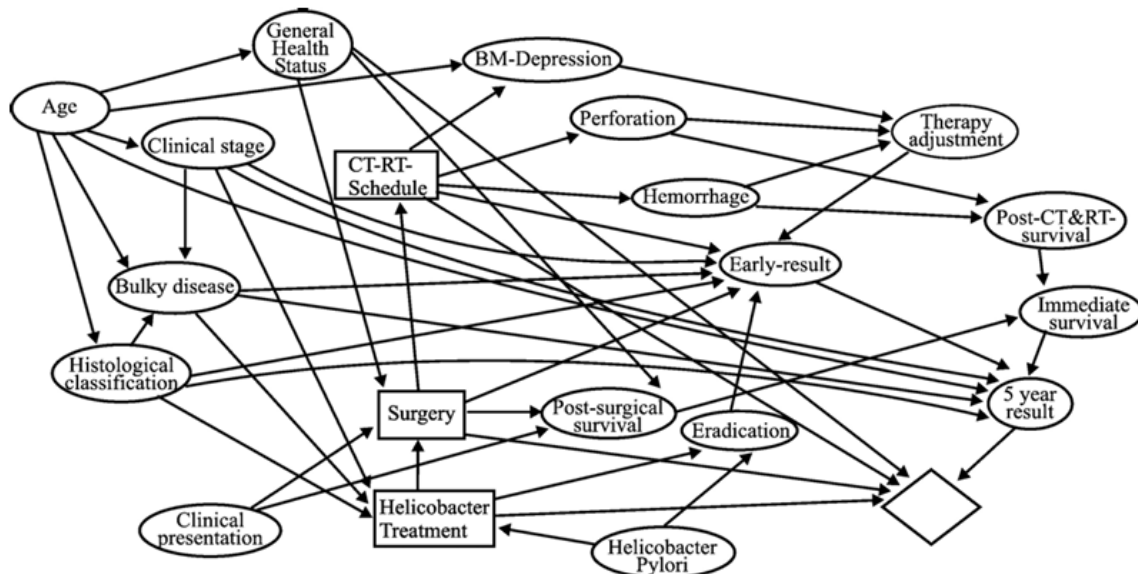 General
Health
Status
BM-Depression
Age
Perforation
Therapy
adjustment
Clinical stage
CT-RT-
Schedule
Hemorrhage
Post-CT&RT-
survival
Early-result
Bulky disease
Immediate
survival
Histological
classification
5 year
result
Surgery
Post-surgical
survival
Eradication
Helicobacter
Treatment
Clinical
presentation
Helicobacter
Pylori